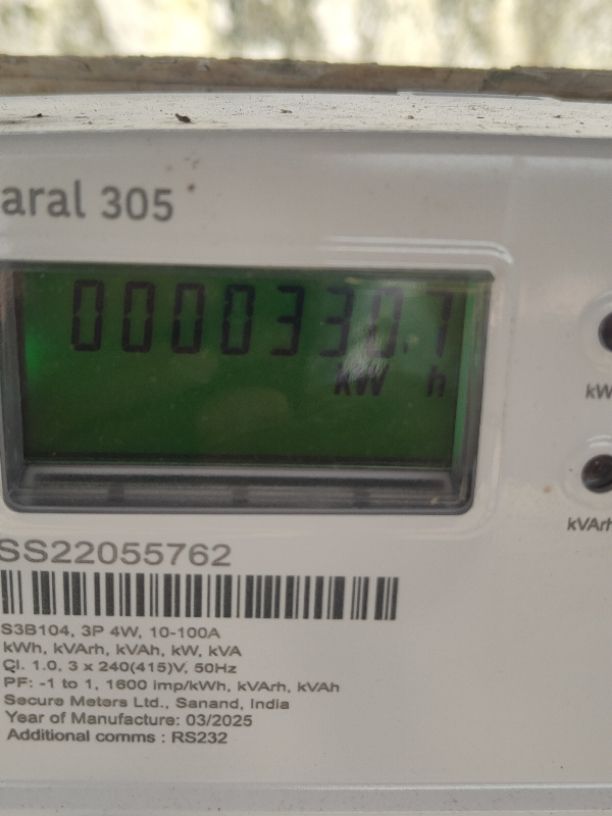 aral 305
0000330.7
kW h
kW
kVArh
SS22055762
S3B104, 3P 4W, 10-100A
kWh, kVArh, kVAh, kW, kVA
Cl. 1.0, 3 x 240(415)V, 50Hz
PF: -1 to 1, 1600 imp/kWh, kVArh, kVAh
Secure Meters Ltd., Sanand, India
Year of Manufacture: 03/2025
Additional comms : RS232